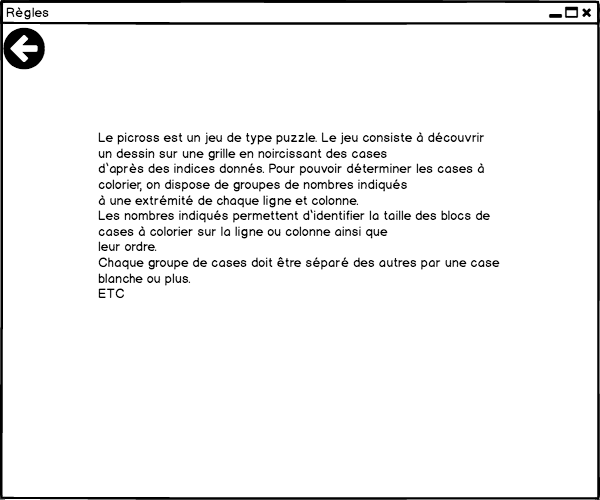 Règles
Le picross est un jeu de type puzzle. Le jeu consiste à découvrir
un dessin sur une grille en noircissant des cases
d'après des indices donnés. Pour pouvoir déterminer les cases à
colorier, on dispose de groupes de nombres indiqués
à une extrémité de chaque ligne et colonne.
Les nombres indiqués permettent d'identifier la taille des blocs de
cases à colorier sur la ligne ou colonne ainsi que
leur ordre.
Chaque groupe de cases doit être séparé des autres par une case
blanche ou plus.
ETC